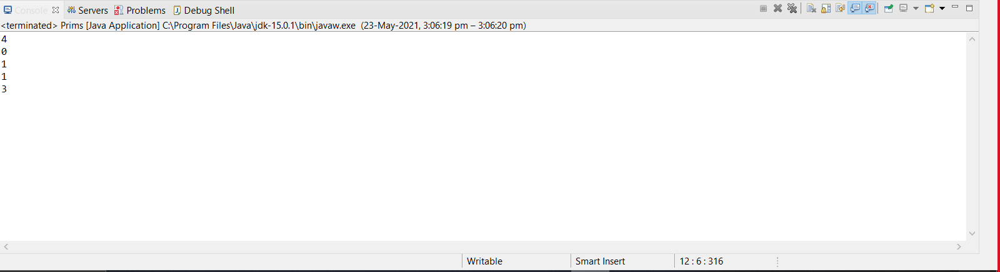 Console Servers Problems Debug Shell
<terminated> Prims [Java Application] C:\Program Files\Java\jdk-15.0.1\bin\javaw.exe (23-May-2021, 3:06:19 pm – 3:06:20 pm)
4
0
1
1
3
Writable Smart Insert 12 : 6 : 316